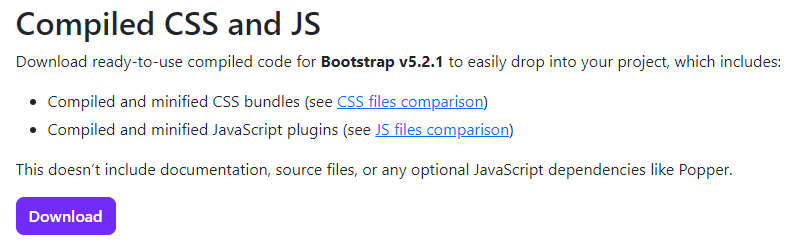 Compiled CSS and JS
Download ready-to-use compiled code for Bootstrap v5.2.1 to easily drop into your project, which includes:
• Compiled and minified CSS bundles (see CSS files comparison)
• Compiled and minified JavaScript plugins (see JS files comparison)
This doesn’t include documentation, source files, or any optional JavaScript dependencies like Popper.
Download